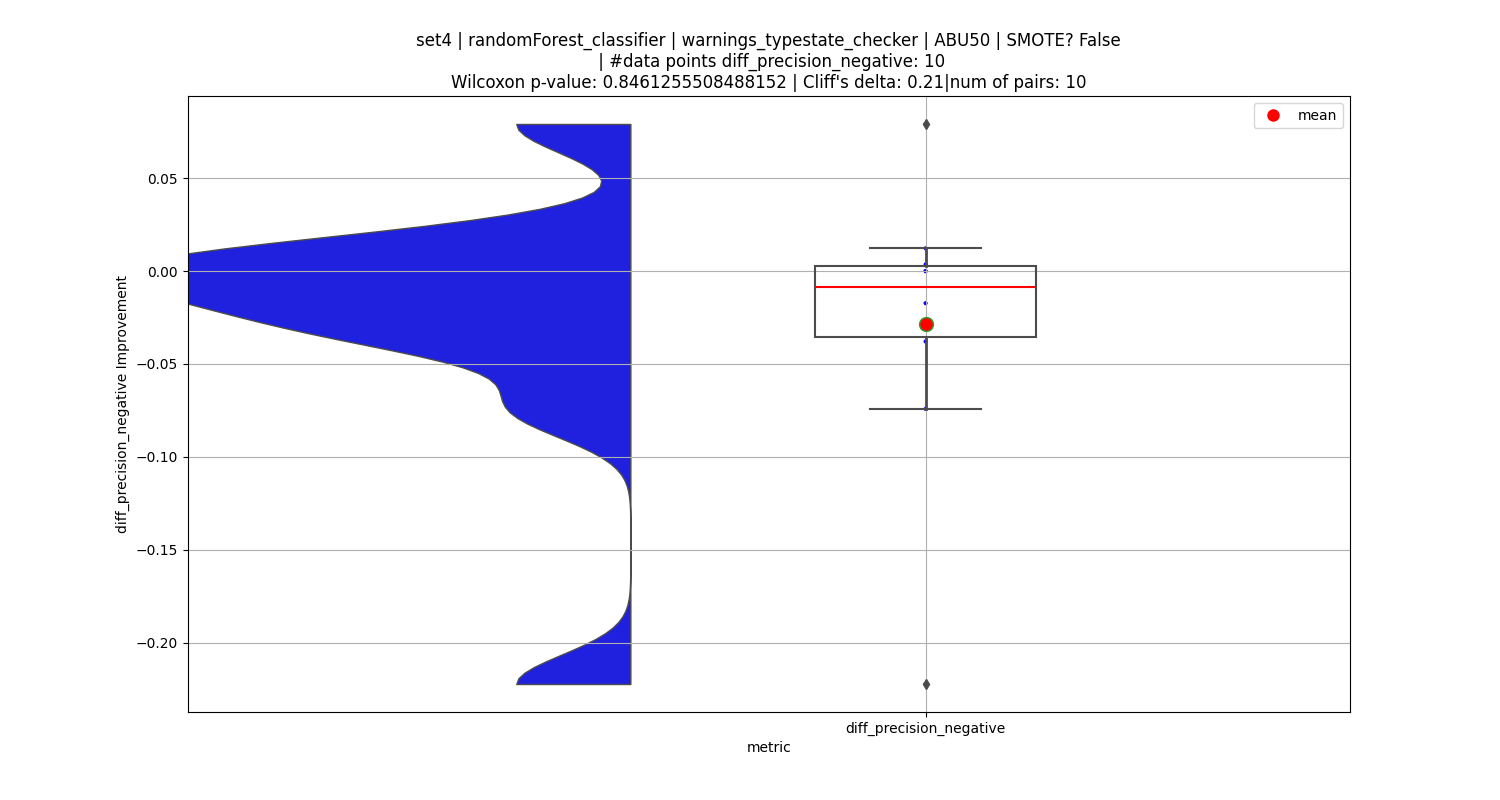 set4 | randomForest_classifier | warnings_typestate_checker | ABU50 | SMOTE? False
| #data points diff_precision_negative: 10
Wilcoxon p-value: 0.8461255508488152 | Cliff's delta: 0.21|num of pairs: 10
mean
0.05
0.00
−0.05
−0.10
−0.15
−0.20
diff_precision_negative Improvement
diff_precision_negative
metric